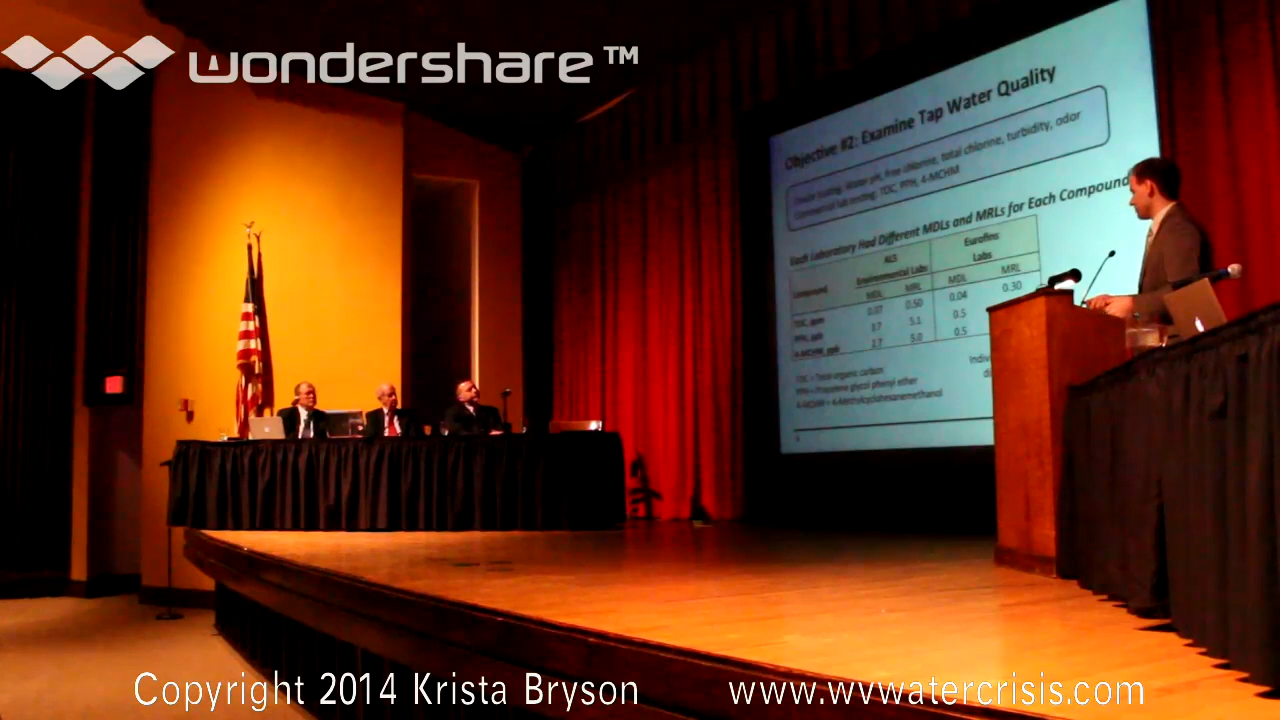 wondershare™
Objective #2: Examine Tap Water Quality
Onsite testing: Water pH, free chlorine, total chlorine, turbidity, odor
Commercial lab testing: TOC, PPH, 4-MCHM
Each Laboratory Had Different MDLs and MRLs for Each Compound
Compound ALS Environmental Labs Eurofins Labs
MDL MRL MDL MRL
TOC, ppm 0.07 0.50 0.04 0.30
PPH, ppb 3.7 5.1 0.5
4-MCHM, ppb 2.7 5.0 0.5
TOC = Total organic carbon
PPH = Propylene glycol phenyl ether
4-MCHM = 4-Methylcyclohexanemethanol
Copyright 2014 Krista Bryson www.wvwatercrisis.com